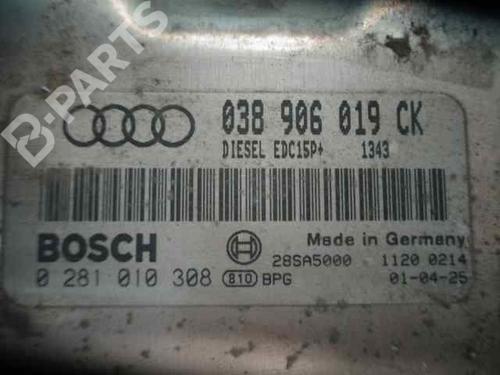 B-PARTS
038 906 019 CK
DIESEL EDC15P+ 1343
BOSCH
Made in Germany
28SA5000 1120 0214
0 281 010 308 810 BPG 01-04-25